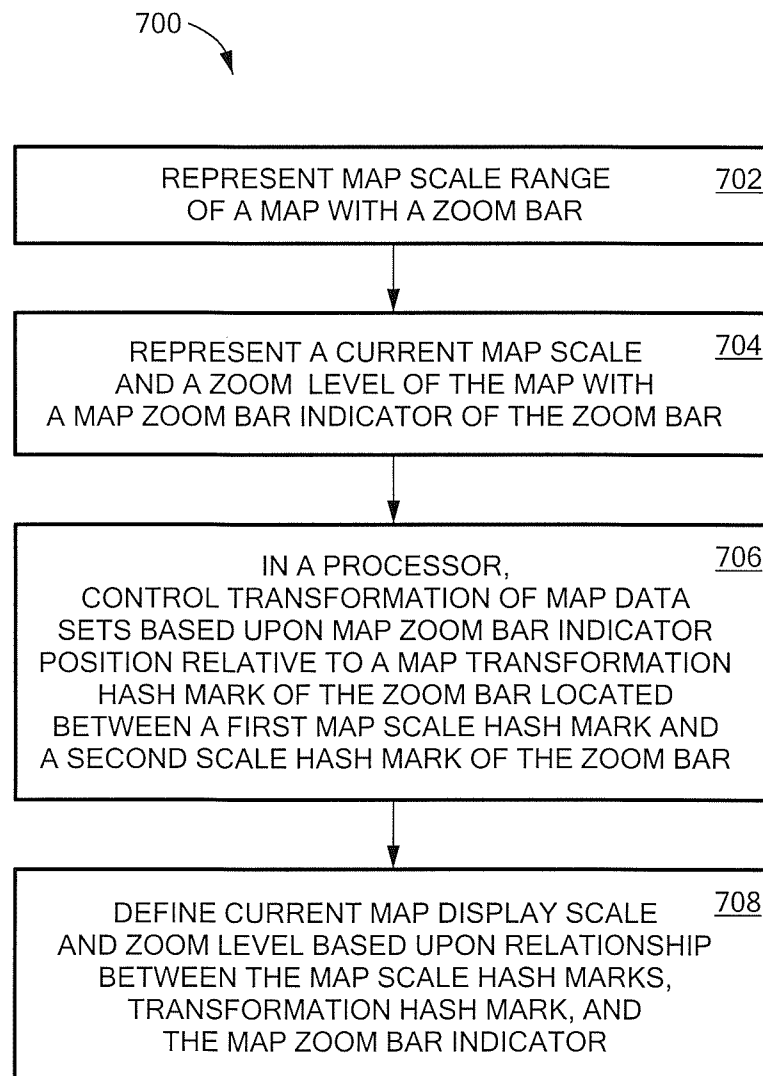 700
REPRESENT MAP SCALE RANGE 702
OF A MAP WITH A ZOOM BAR
REPRESENT A CURRENT MAP SCALE 704
AND A ZOOM LEVEL OF THE MAP WITH
A MAP ZOOM BAR INDICATOR OF THE ZOOM BAR
IN A PROCESSOR, 706
CONTROL TRANSFORMATION OF MAP DATA
SETS BASED UPON MAP ZOOM BAR INDICATOR
POSITION RELATIVE TO A MAP TRANSFORMATION
HASH MARK OF THE ZOOM BAR LOCATED
BETWEEN A FIRST MAP SCALE HASH MARK AND
A SECOND SCALE HASH MARK OF THE ZOOM BAR
DEFINE CURRENT MAP DISPLAY SCALE 708
AND ZOOM LEVEL BASED UPON RELATIONSHIP
BETWEEN THE MAP SCALE HASH MARKS,
TRANSFORMATION HASH MARK, AND
THE MAP ZOOM BAR INDICATOR